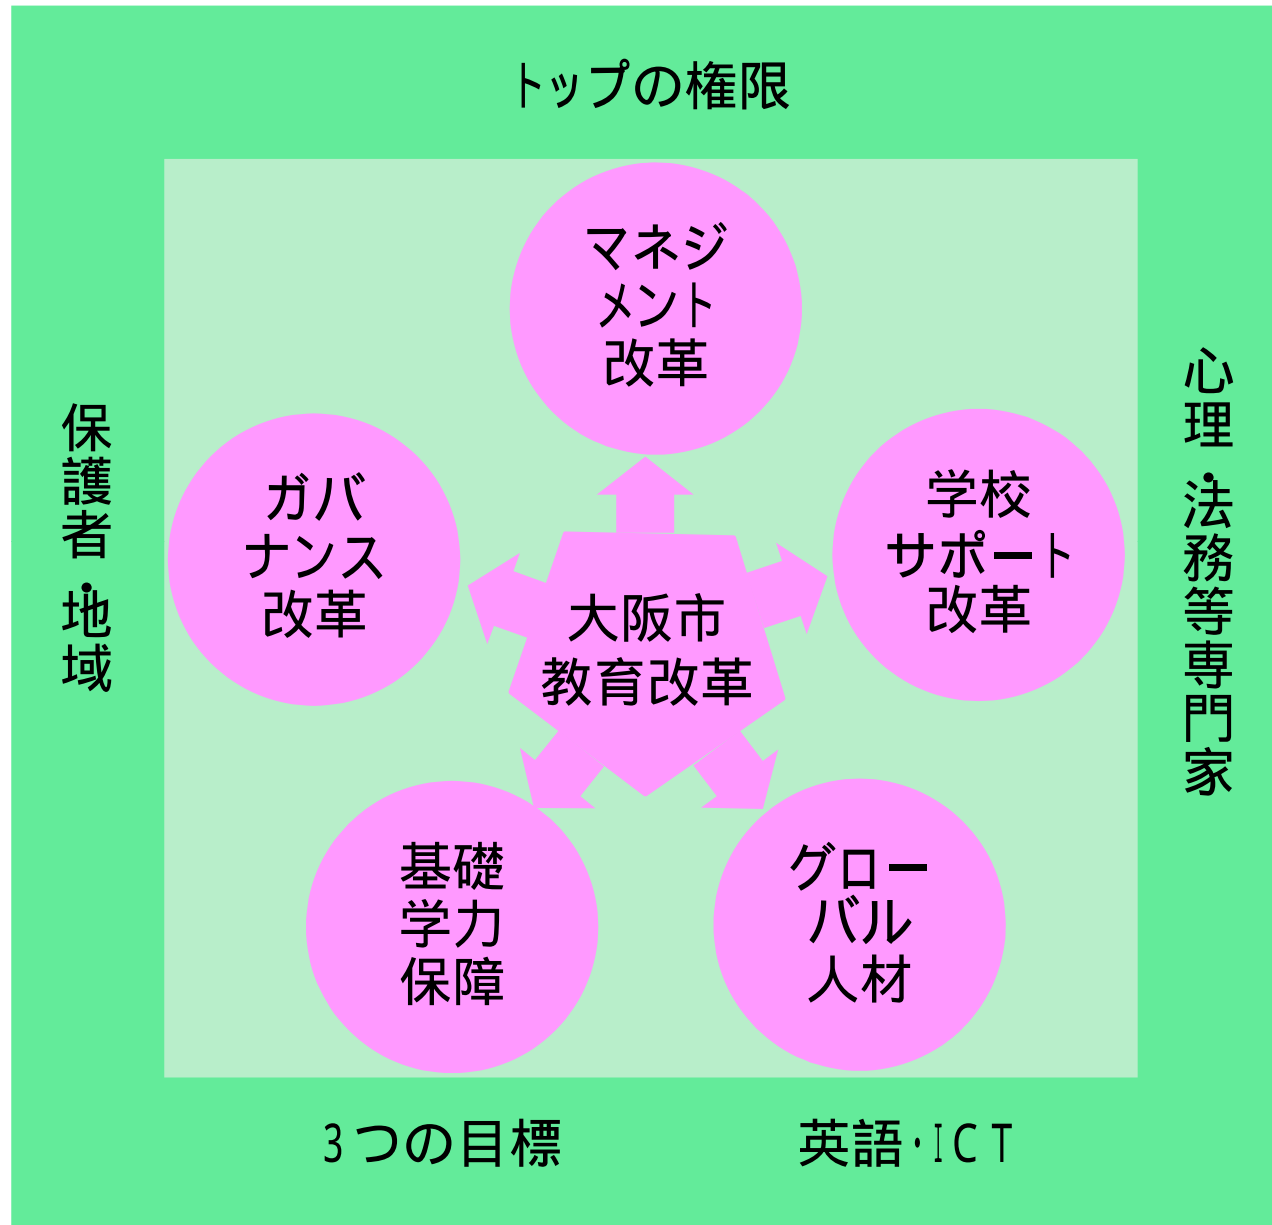 トップの権限
マネジ
メント
改革
保護者・地域
ガバ
ナンス
改革
学校
サポート
改革
心理・法務等専門家
大阪市
教育改革
基礎
学力
保障
グロー
バル
人材
3つの目標
英語・ICT